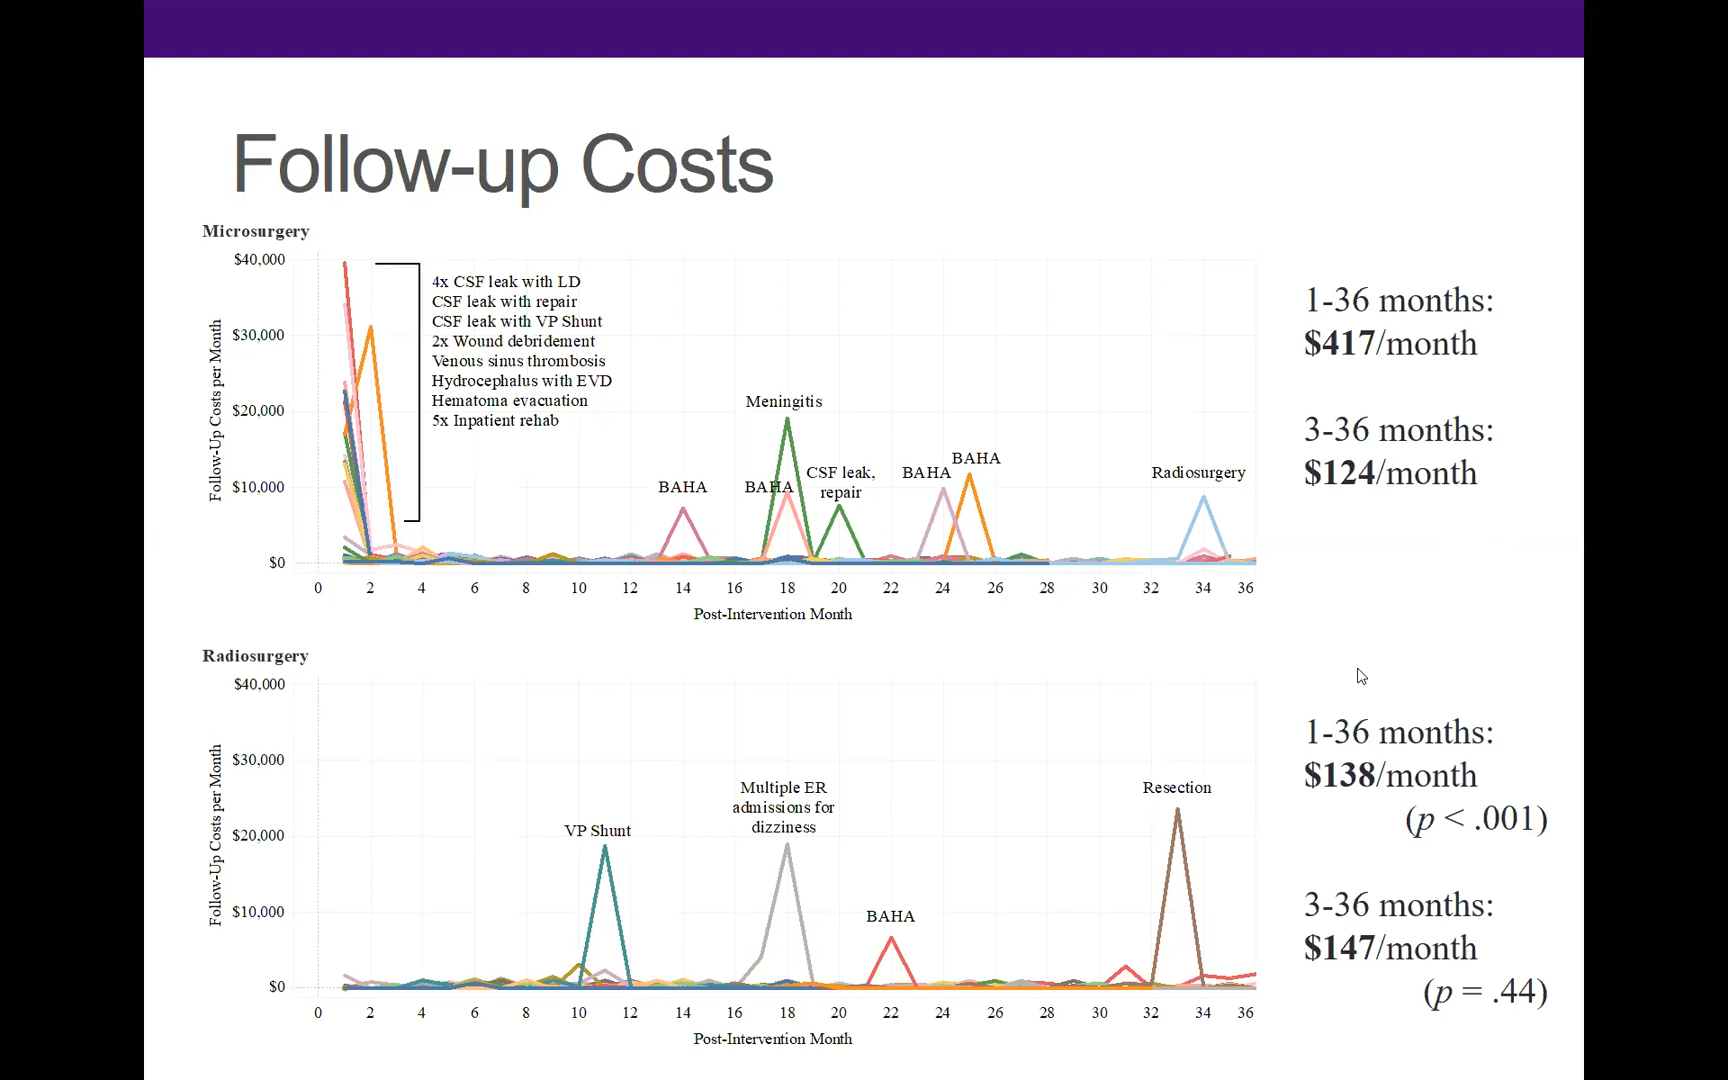 Follow-up Costs
Microsurgery
Follow-Up Costs per Month
$40,000
$30,000
$20,000
$10,000
$0
4x CSF leak with LD
CSF leak with repair
CSF leak with VP Shunt
2x Wound debridement
Venous sinus thrombosis
Hydrocephalus with EVD
Hematoma evacuation
5x Inpatient rehab
BAHA
Meningitis
BAHA
CSF leak,
repair
BAHA
BAHA
Radiosurgery
0 2 4 6 8 10 12 14 16 18 20 22 24 26 28 30 32 34 36
Post-Intervention Month
1-36 months:
$417/month
3-36 months:
$124/month
Radiosurgery
Follow-Up Costs per Month
$40,000
$30,000
$20,000
$10,000
$0
VP Shunt
Multiple ER
admissions for
dizziness
BAHA
Resection
0 2 4 6 8 10 12 14 16 18 20 22 24 26 28 30 32 34 36
Post-Intervention Month
1-36 months:
$138/month
(p < .001)
3-36 months:
$147/month
(p = .44)